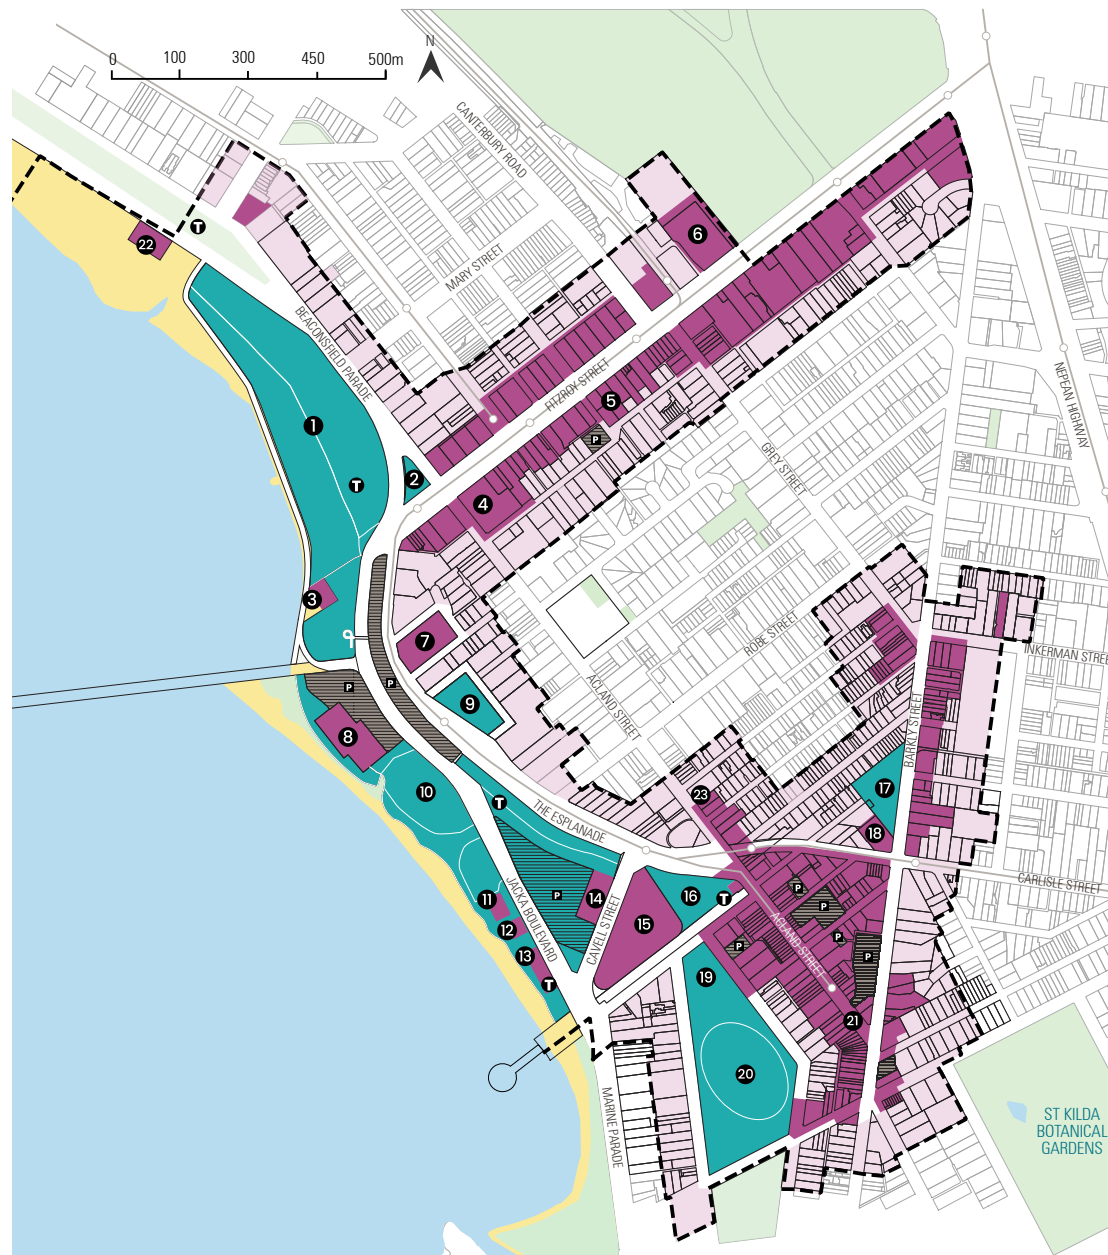 0 100 300 450 500m
N
CANTERBURY ROAD
6
22
T
MARY STREET
BEACONSFIELD PARADE
NEPEAN HIGHWAY
FITZROY STREET
5
1
P
GREY STREET
2
T
4
3
7
ROBE STREET
INKERMAN STREE
P
P
9
ACLAND STREET
BARKLY STREET
8
10
T
THE ESPLANADE
23
17
18
CARLISLE STREET
JACKA BOULEVARD
P
14
CAVELL STREET
16
T
P
P
11
12
15
ACLAND STREET
P
P
13
P
19
T
21
20
MARINE PARADE
ST KILDA
BOTANICAL
GARDENS